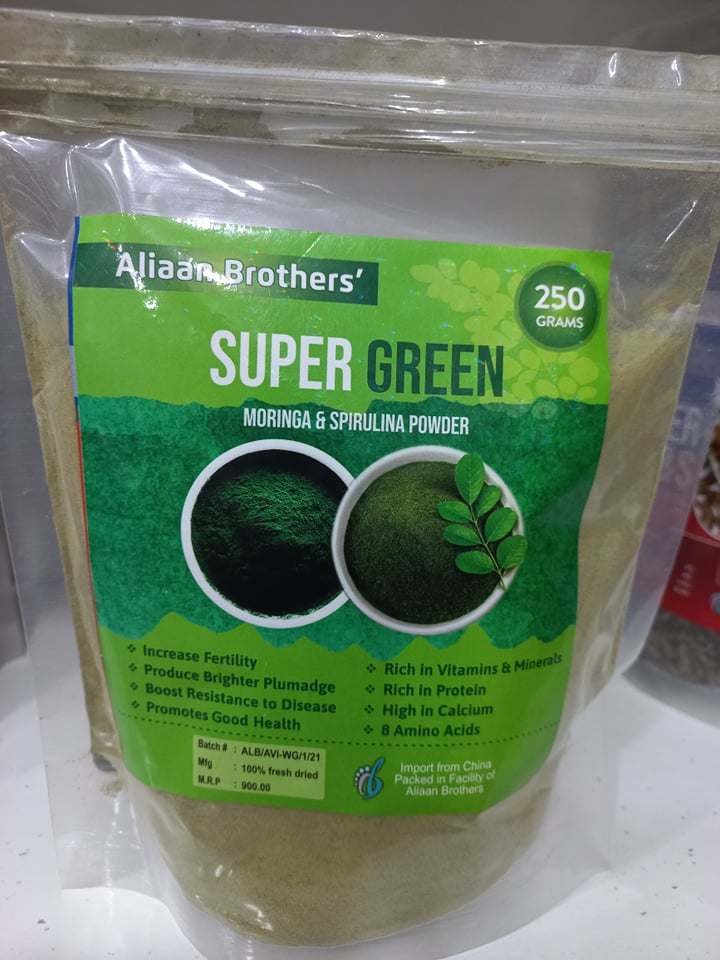 Aliaan Brothers'
250
GRAMS
SUPER GREEN
MORINGA & SPIRULINA POWDER
❖ Increase Fertility
❖ Produce Brighter Plumadge
❖ Boost Resistance to Disease
❖ Promotes Good Health
❖ Rich in Vitamins & Minerals
❖ Rich in Protein
❖ High in Calcium
❖ 8 Amino Acids
Batch # : ALB/AVI-WG/1/21
Mfg : 100% fresh dried
M.R.P : 900.00
Import from China
Packed in Facility of
Aliaan Brothers